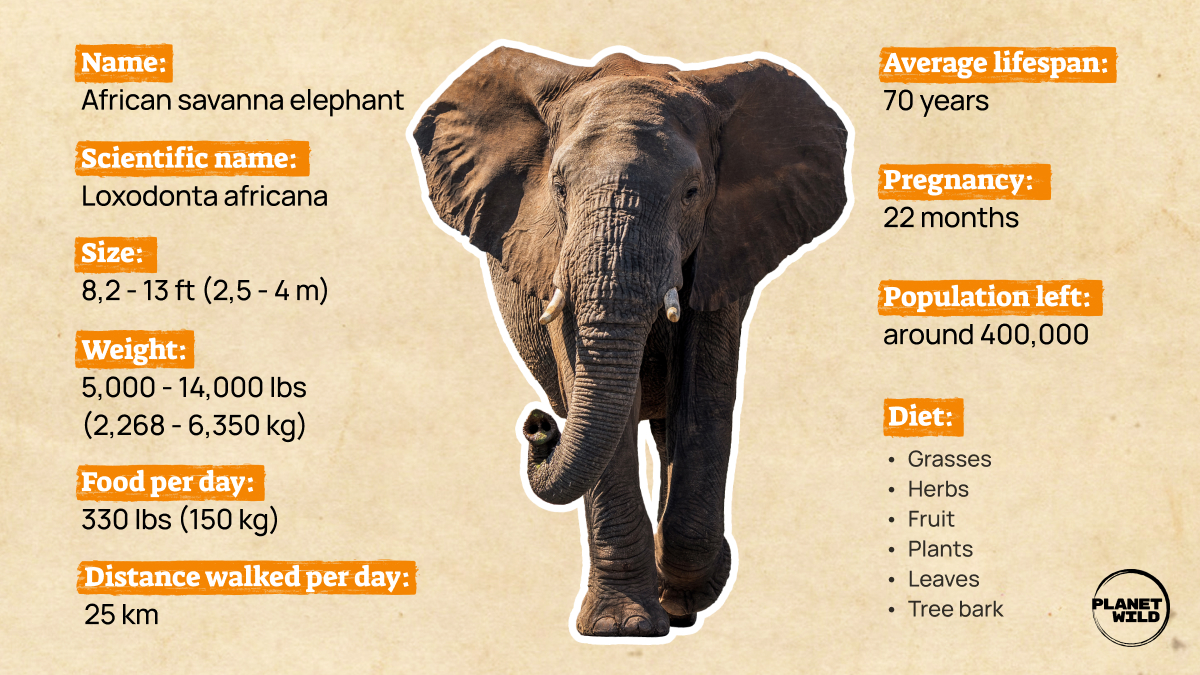 Name:
African savanna elephant
Scientific name:
Loxodonta africana
Size:
8,2 - 13 ft (2,5 - 4 m)
Weight:
5,000 - 14,000 lbs
(2,268 - 6,350 kg)
Food per day:
330 lbs (150 kg)
Distance walked per day:
25 km
Average lifespan:
70 years
Pregnancy:
22 months
Population left:
around 400,000
Diet:
• Grasses
• Herbs
• Fruit
• Plants
• Leaves
• Tree bark
PLANET
WILD